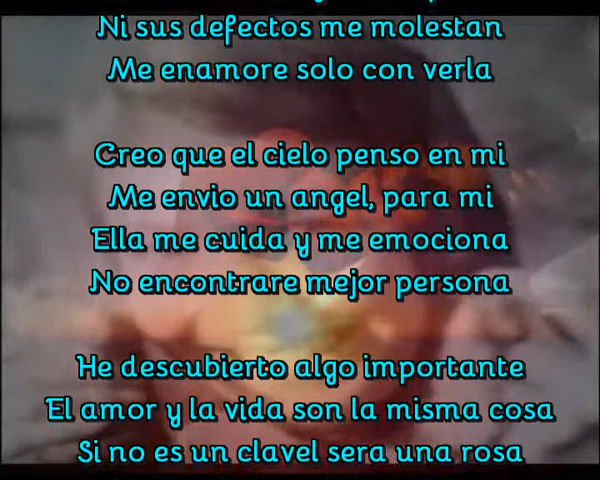 Ni sus defectos me molestan
Me enamore solo con verla
Creo que el cielo penso en mi
Me envio un angel, para mi
Ella me cuida y me emociona
No encontrare mejor persona
He descubierto algo importante
El amor y la vida son la misma cosa
Si no es un clavel sera una rosa